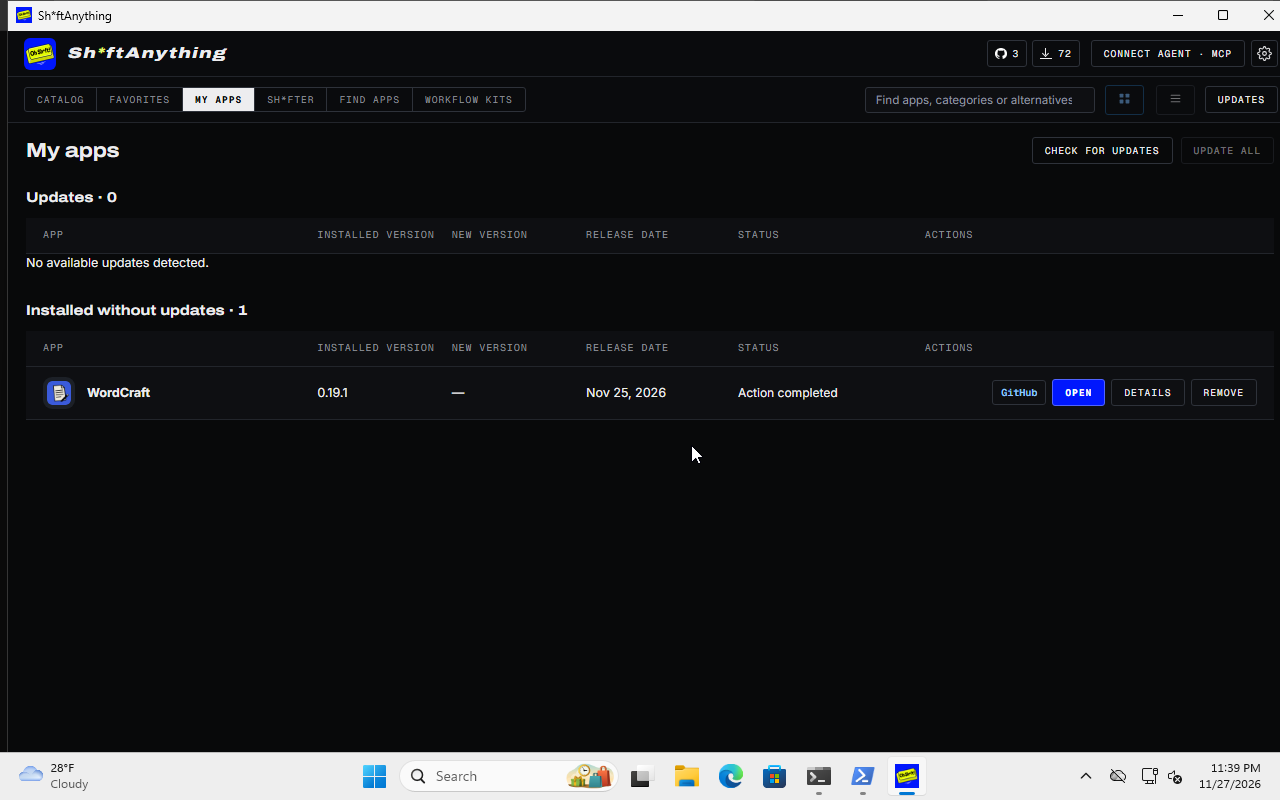 Sh*ftAnything
Oh Sh*ft!
Sh*ftAnything
3
72
CONNECT AGENT · MCP
CATALOG
FAVORITES
MY APPS
SH*FTER
FIND APPS
WORKFLOW KITS
Find apps, categories or alternatives
UPDATES
My apps
CHECK FOR UPDATES
UPDATE ALL
Updates · 0
APP INSTALLED VERSION NEW VERSION RELEASE DATE STATUS ACTIONS
No available updates detected.
Installed without updates · 1
APP INSTALLED VERSION NEW VERSION RELEASE DATE STATUS ACTIONS
WordCraft 0.19.1 — Nov 25, 2026 Action completed GitHub OPEN DETAILS REMOVE
28°F
Cloudy
Search
11:39 PM
11/27/2026